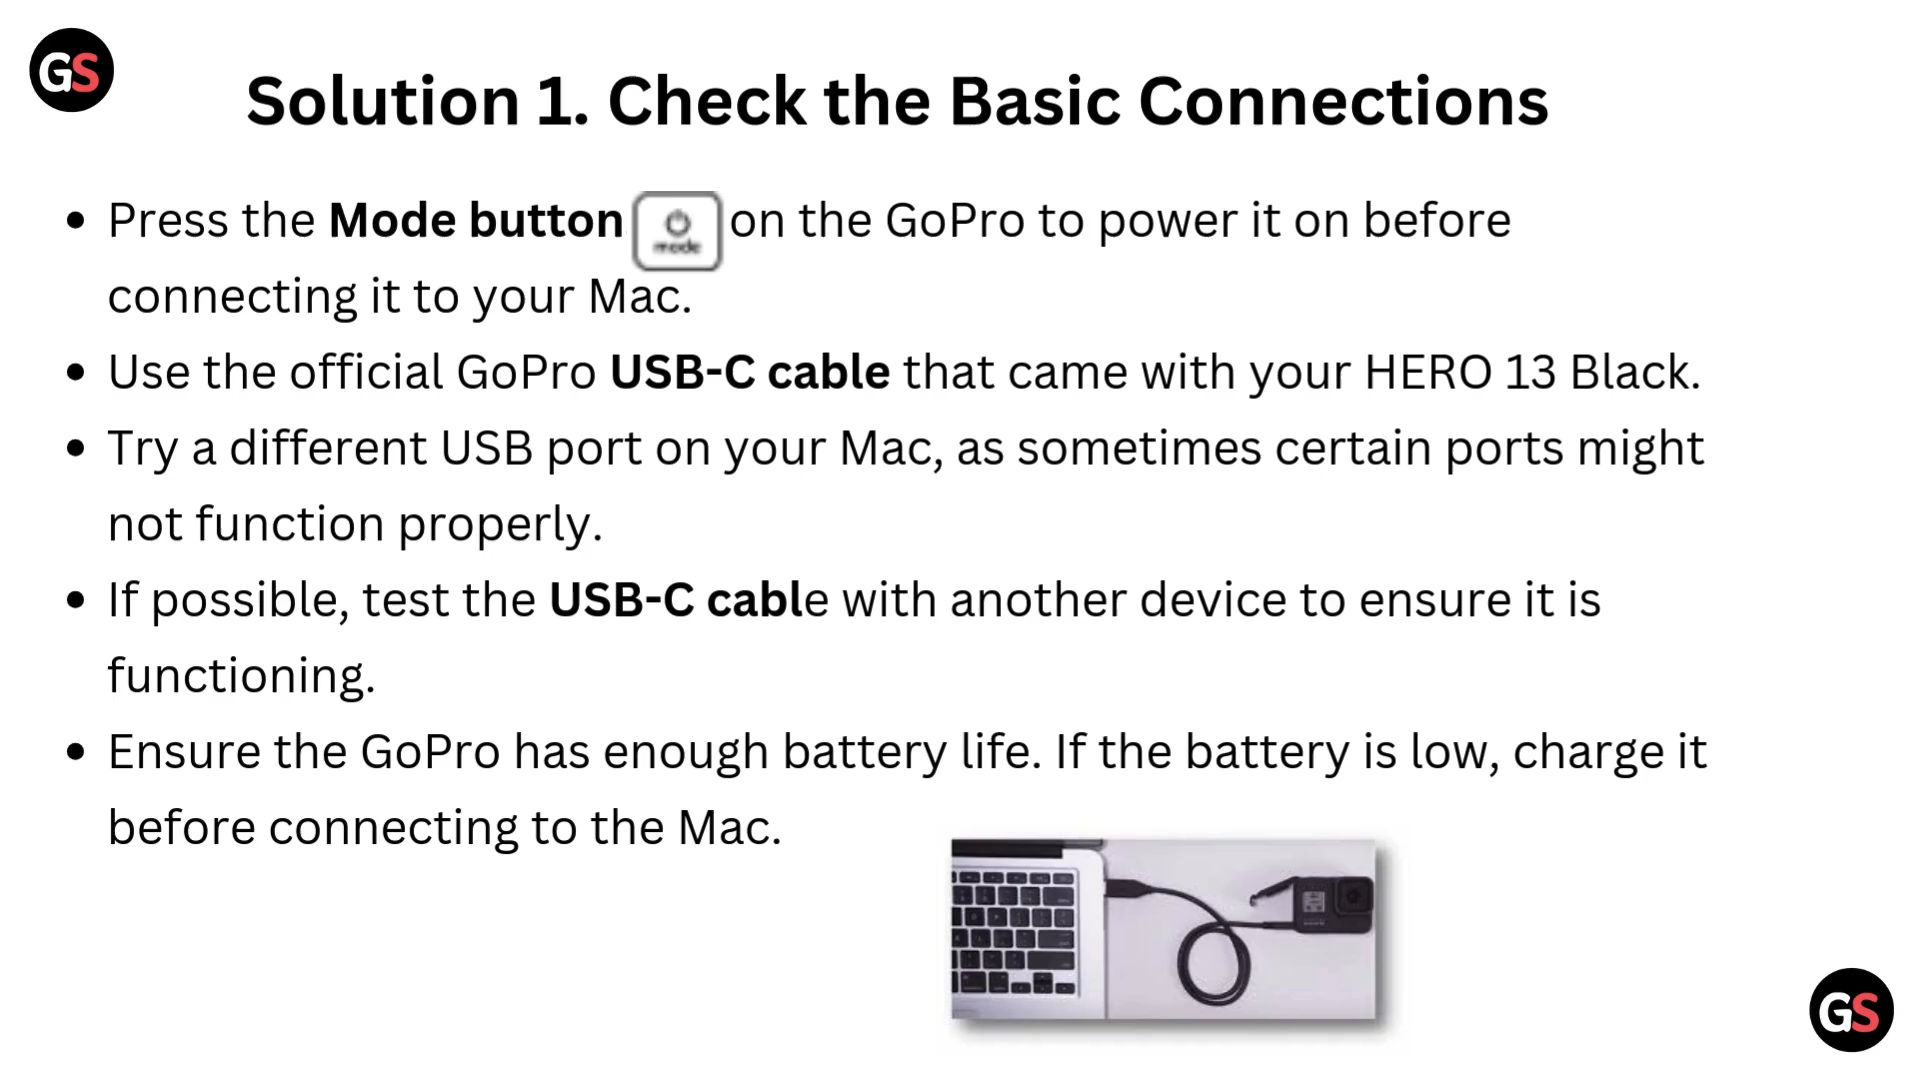 GS
Solution 1. Check the Basic Connections
• Press the Mode button mode on the GoPro to power it on before
connecting it to your Mac.
• Use the official GoPro USB-C cable that came with your HERO 13 Black.
• Try a different USB port on your Mac, as sometimes certain ports might
not function properly.
• If possible, test the USB-C cable with another device to ensure it is
functioning.
• Ensure the GoPro has enough battery life. If the battery is low, charge it
before connecting to the Mac.
GS